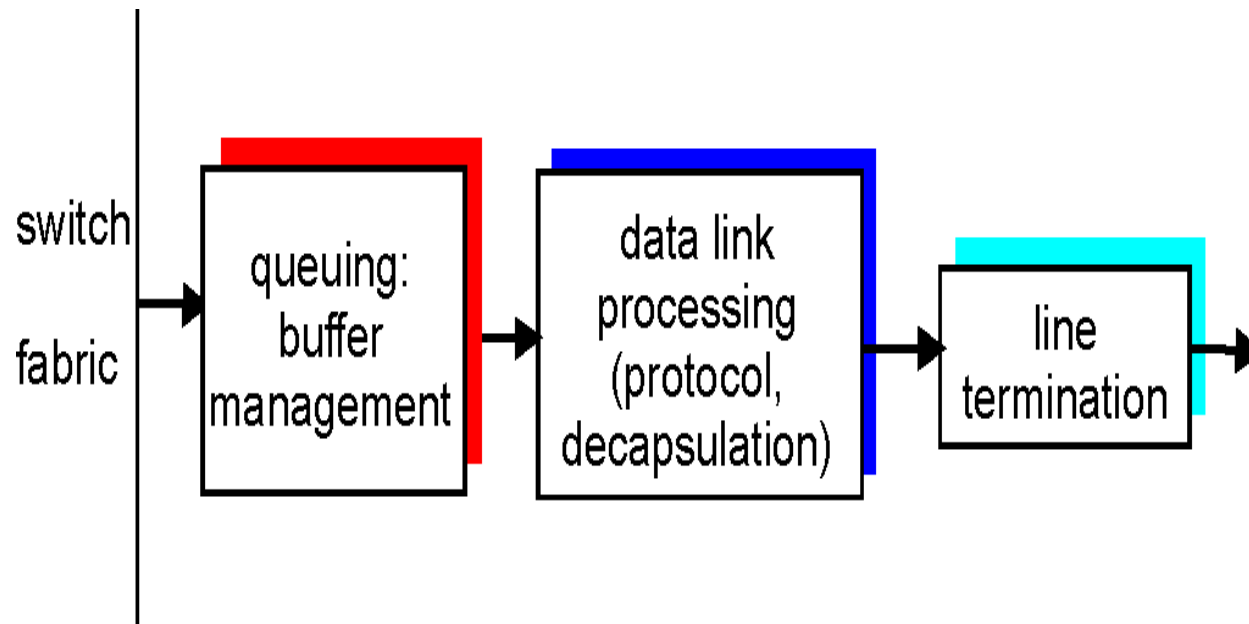 switch
fabric
queuing:
buffer
management
data link
processing
(protocol,
decapsulation)
line
termination